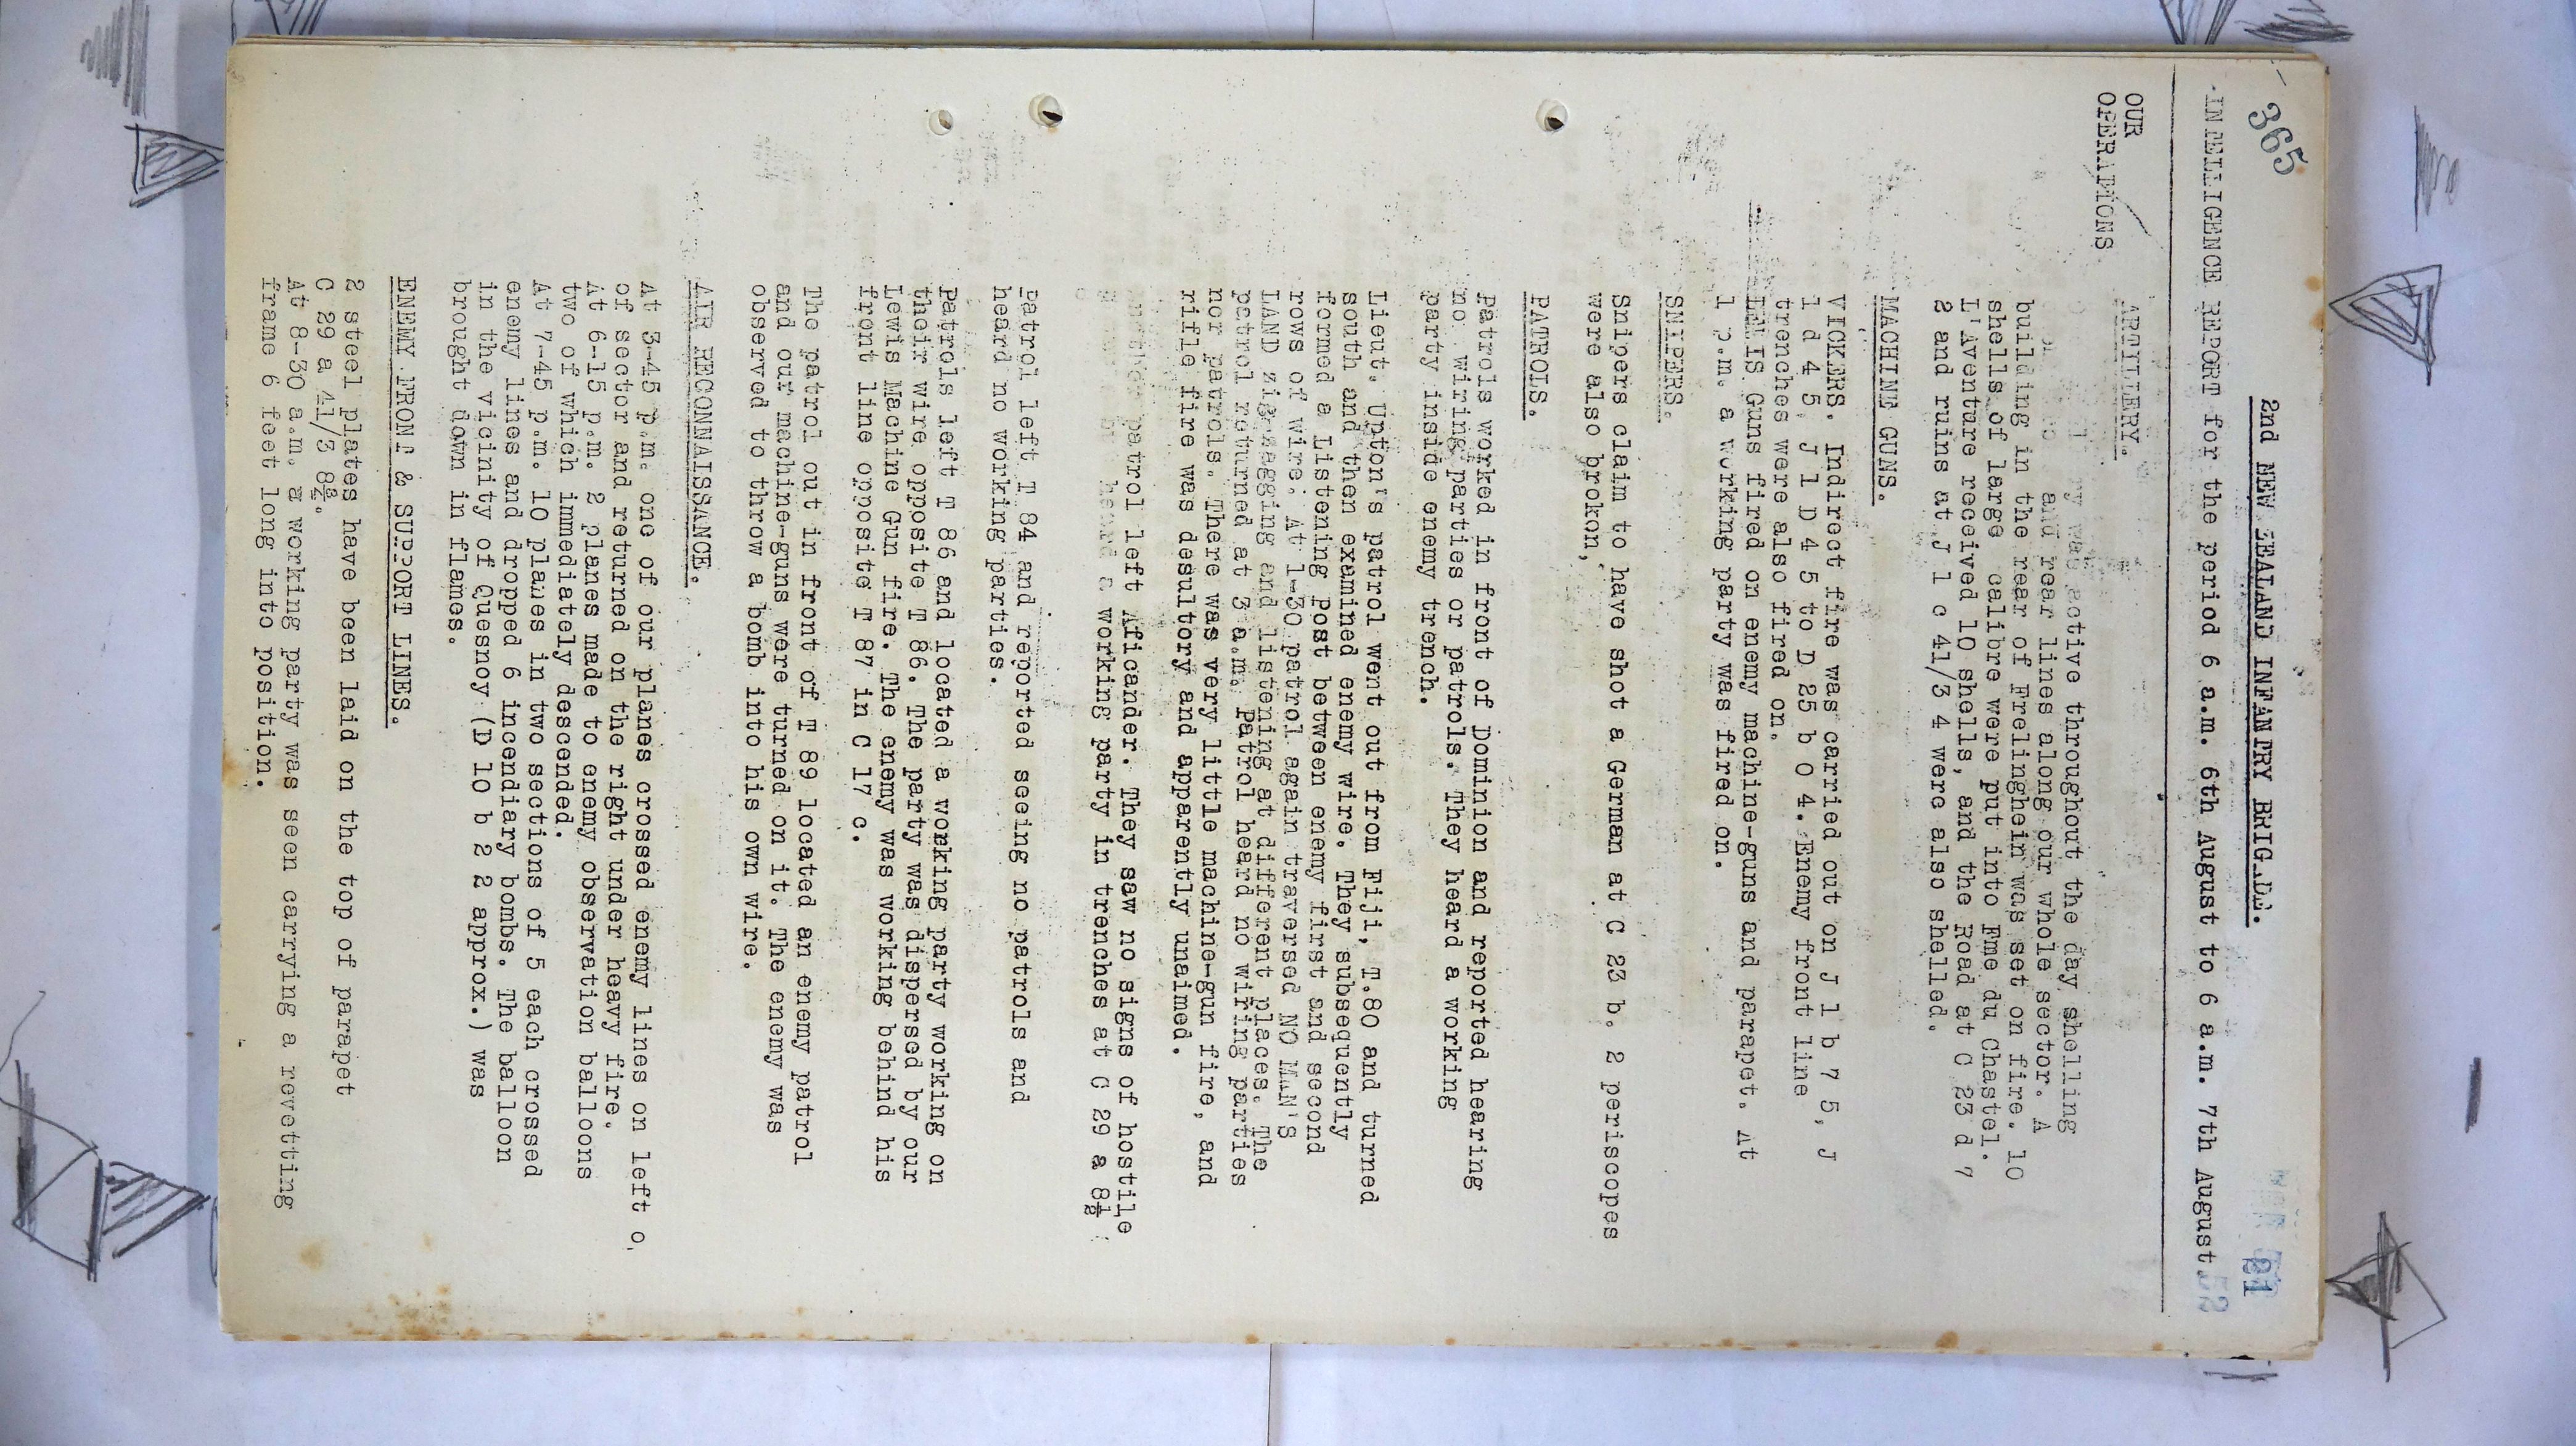 365
2nd NEW ZEALAND INFANTRY BRIGADE.
91
INTELLIGENCE REPORT for the period 6 a.m. 6th August to 6 a.m. 7th August.
OUR
OPERATIONS.
ARTILLERY.
was active throughout the day shelling
and rear lines along our whole sector. A
building in the rear of Frelinghein was set on fire. 10
shells of large calibre were put into Fme du Chastel.
L'Aventure received 10 shells, and the Road at C 23 d 7
2 and ruins at J 1 c 41/3 4 were also shelled.
MACHINE GUNS.
VICKERS. Indirect fire was carried out on J 1 b 7 5, J
1 d 4 5, J 1 D 4 5 to D 25 b 0 4. Enemy front line
trenches were also fired on.
LEWIS Guns fired on enemy machine-guns and parapet. At
1 p.m. a working party was fired on.
SNIPERS.
Snipers claim to have shot a German at C 23 b. 2 periscopes
were also brokon,
PATROLS.
Patrols worked in front of Dominion and reported hearing
no wiring parties or patrols. They heard a working
party inside enemy trench.
Lieut. Upton's patrol went out from Fiji, T.80 and turned
south and then examined enemy wire. They subsequently
formed a Listening Post between enemy first and second
rows of wire. At 1-30 patrol again traversed NO MAN'S
LAND zigzagging and listening at different places. The
patrol returned at 3 a.m. Patrol heard no wiring parties
nor patrols. There was very little machine-gun fire, and
rifle fire was desultory and apparently unaimed.
patrol left Aficander. They saw no signs of hostile
heard a working party in trenches at C 29 a 8½
Patrol left T 84 and reported seeing no patrols and
heard no working parties.
Patrols left T 86 and located a working party working on
their wire opposite T 86. The party was dispersed by our
Lewis Machine Gun fire. The enemy was working behind his
front line opposite T 87 in C 17 c.
The patrol out in front of T 89 located an enemy patrol
and our machine-guns were turned on it. The enemy was
observed to throw a bomb into his own wire.
AIR RECONNAISSANCE.
At 3-45 p.m. one of our planes crossed enemy lines on left o
of sector and returned on the right under heavy fire.
At 6-15 p.m. 2 planes made to enemy observation balloons
two of which immediately descended.
At 7-45 p.m. 10 planes in two sections of 5 each crossed
enemy lines and dropped 6 incendiary bombs. The balloon
in the vicinity of Quesnoy (D 10 b 2 2 approx.) was
brought down in flames.
ENEMY FRONT & SUPPORT LINES.
2 steel plates have been laid on the top of parapet
C 29 a 41/3 8¾.
At 8-30 a.m. a working party was seen carrying a revetting
frame 6 feet long into position.